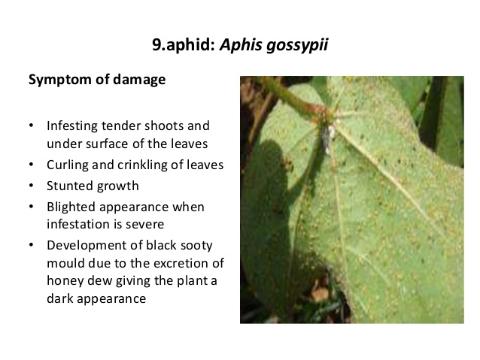 9.aphid: Aphis gossypii
Symptom of damage
• Infesting tender shoots and
under surface of the leaves
• Curling and crinkling of leaves
• Stunted growth
• Blighted appearance when
infestation is severe
• Development of black sooty
mould due to the excretion of
honey dew giving the plant a
dark appearance